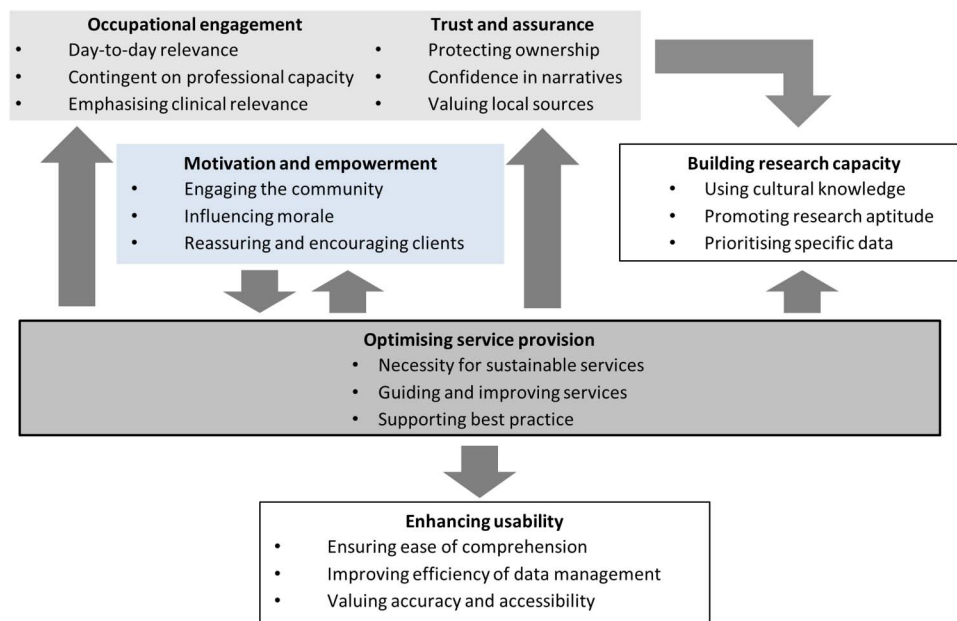 Occupational engagement
• Day-to-day relevance
• Contingent on professional capacity
• Emphasising clinical relevance
Trust and assurance
• Protecting ownership
• Confidence in narratives
• Valuing local sources
Motivation and empowerment
• Engaging the community
• Influencing morale
• Reassuring and encouraging clients
Building research capacity
• Using cultural knowledge
• Promoting research aptitude
• Prioritising specific data
Optimising service provision
• Necessity for sustainable services
• Guiding and improving services
• Supporting best practice
Enhancing usability
• Ensuring ease of comprehension
• Improving efficiency of data management
• Valuing accuracy and accessibility